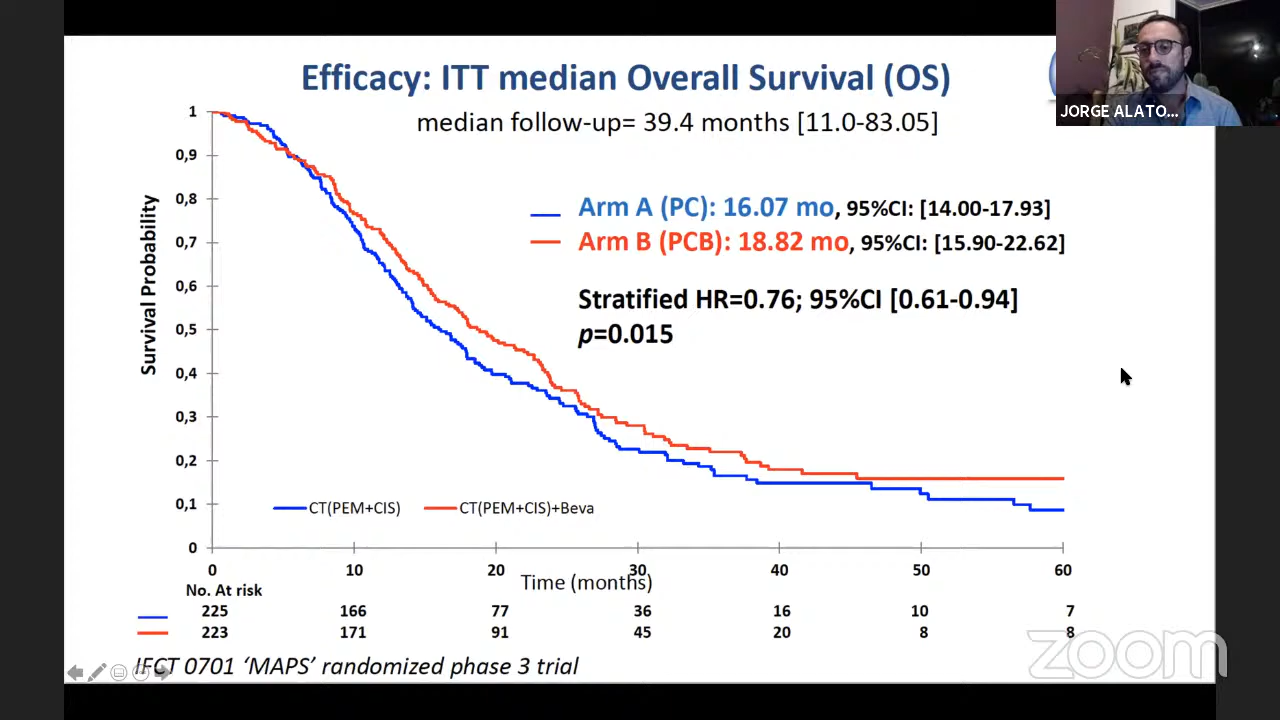 Efficacy: ITT median Overall Survival (OS)
median follow-up= 39.4 months [11.0-83.05]
JORGE ALATO...
Arm A (PC): 16.07 mo, 95%CI: [14.00-17.93]
Arm B (PCB): 18.82 mo, 95%CI: [15.90-22.62]
Stratified HR=0.76; 95%CI [0.61-0.94]
p=0.015
Survival Probability
1
0,9
0,8
0,7
0,6
0,5
0,4
0,3
0,2
0,1
0
CT(PEM+CIS) CT(PEM+CIS)+Beva
0 10 20 30 40 50 60
Time (months)
No. At risk
225 166 77 36 16 10 7
223 171 91 45 20 8 8
IFCT 0701 ‘MAPS’ randomized phase 3 trial
zoom